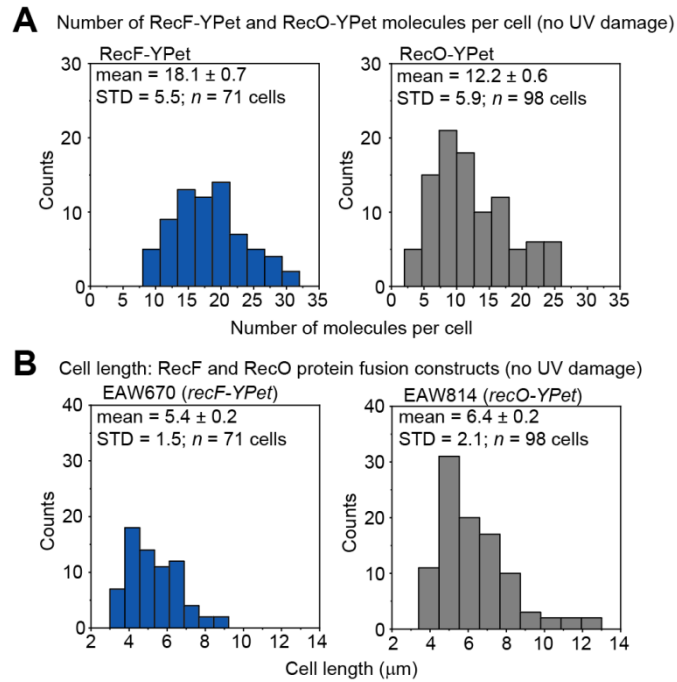 A Number of RecF-YPet and RecO-YPet molecules per cell (no UV damage)
RecF-YPet
mean = 18.1 ± 0.7
STD = 5.5; n = 71 cells
30
20
10
0
Counts
0 5 10 15 20 25 30 35
RecO-YPet
mean = 12.2 ± 0.6
STD = 5.9; n = 98 cells
30
20
10
0
Counts
0 5 10 15 20 25 30 35
Number of molecules per cell
B Cell length: RecF and RecO protein fusion constructs (no UV damage)
EAW670 (recF-YPet)
mean = 5.4 ± 0.2
STD = 1.5; n = 71 cells
40
30
20
10
0
Counts
2 4 6 8 10 12 14
EAW814 (recO-YPet)
mean = 6.4 ± 0.2
STD = 2.1; n = 98 cells
40
30
20
10
0
Counts
2 4 6 8 10 12 14
Cell length (μm)